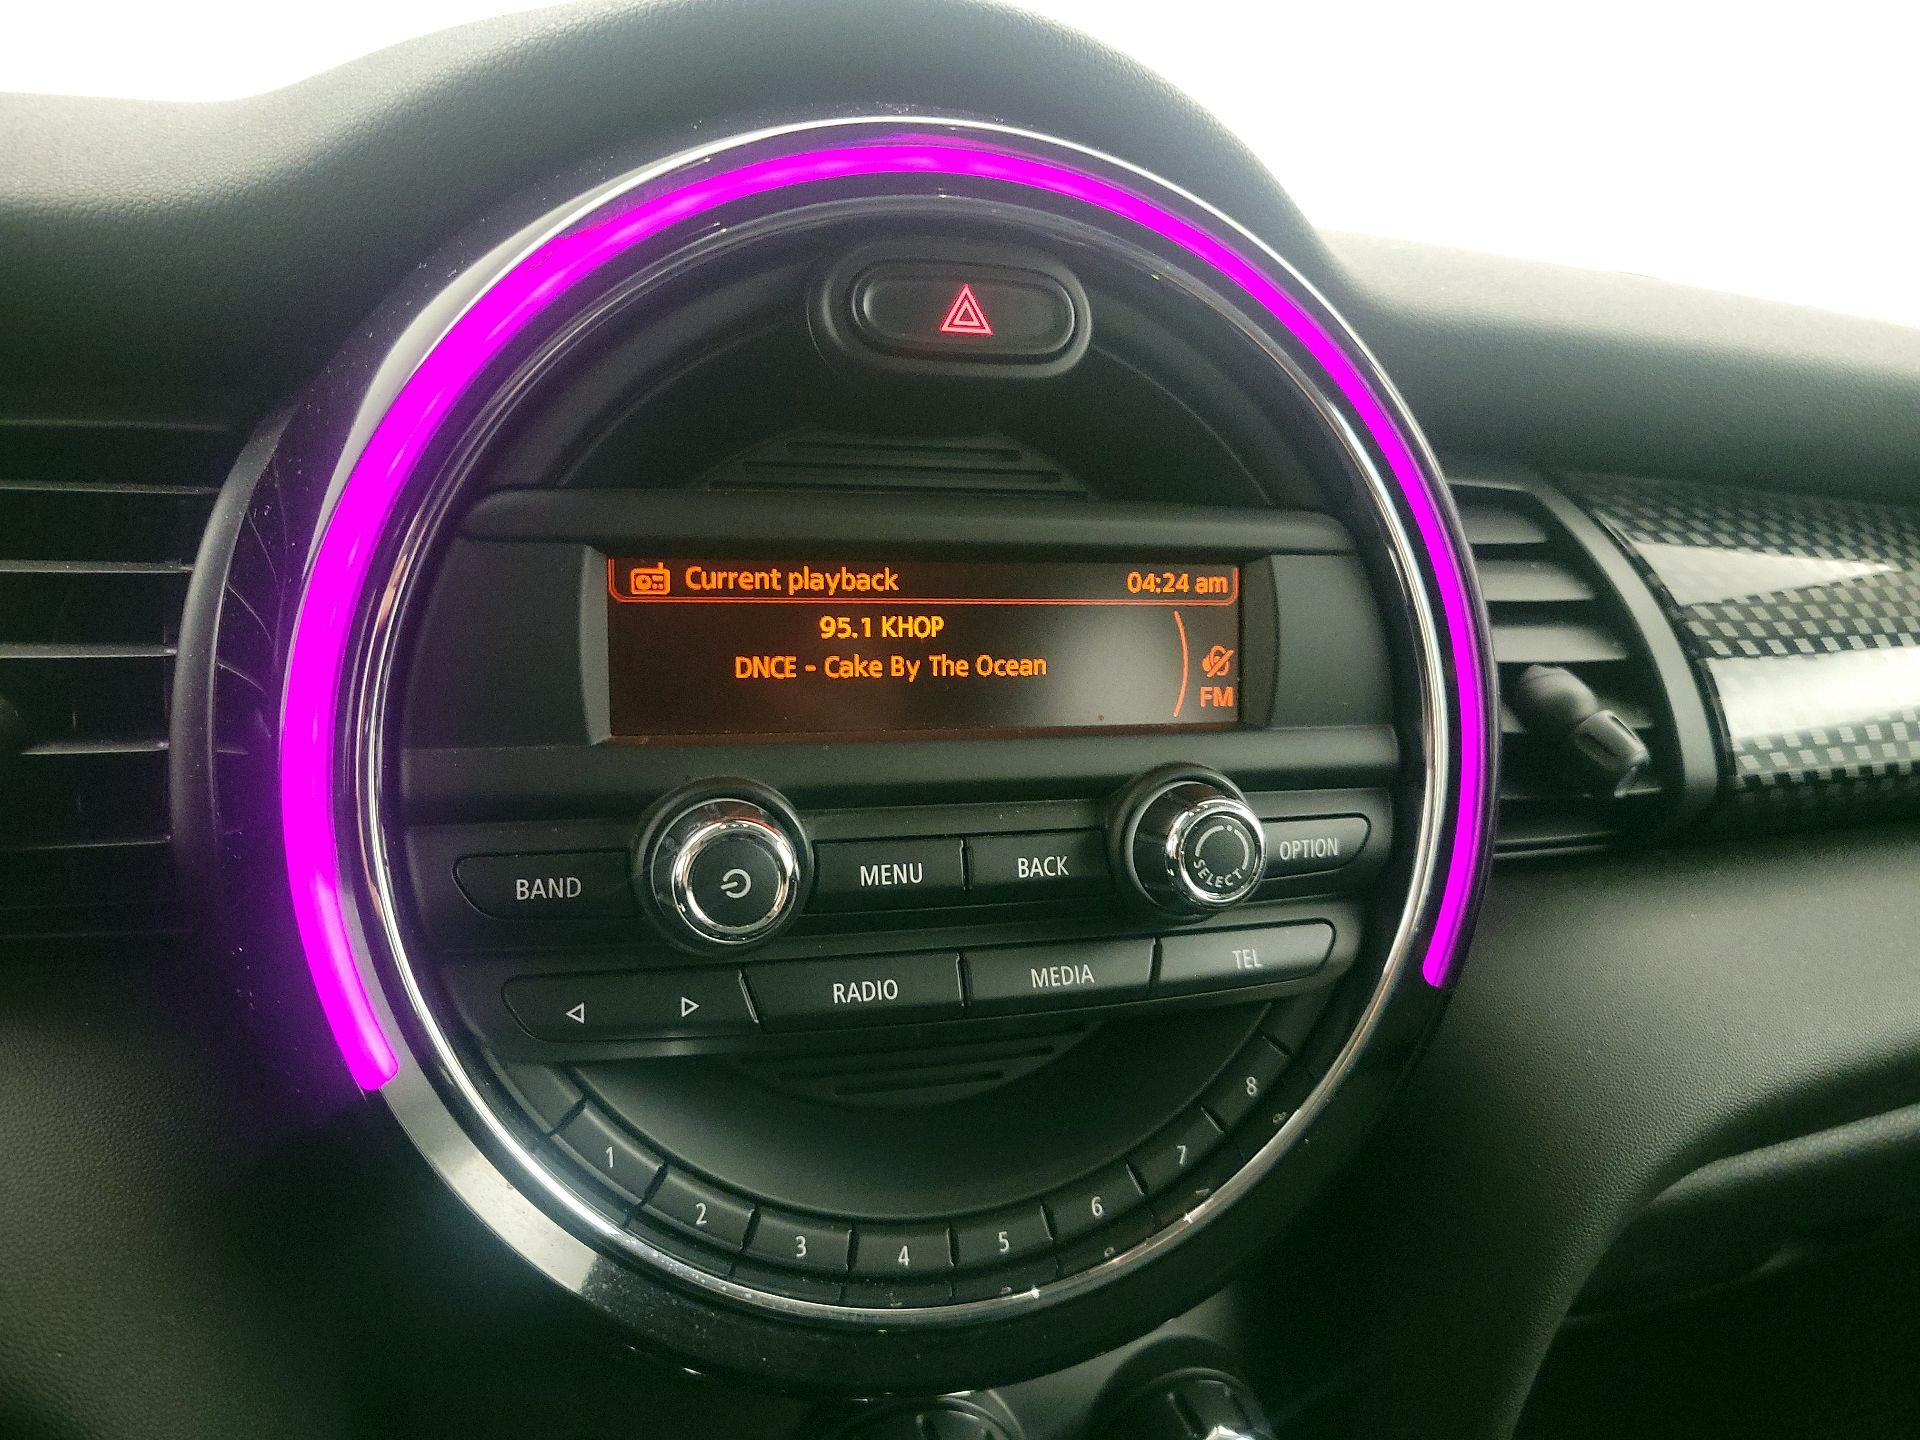 Current playback 04:24 am
95.1 KHOP
DNCE - Cake By The Ocean
FM
BAND
MENU
BACK
SELECT
OPTION
RADIO
MEDIA
TEL
1
2
3
4
5
6
7
8